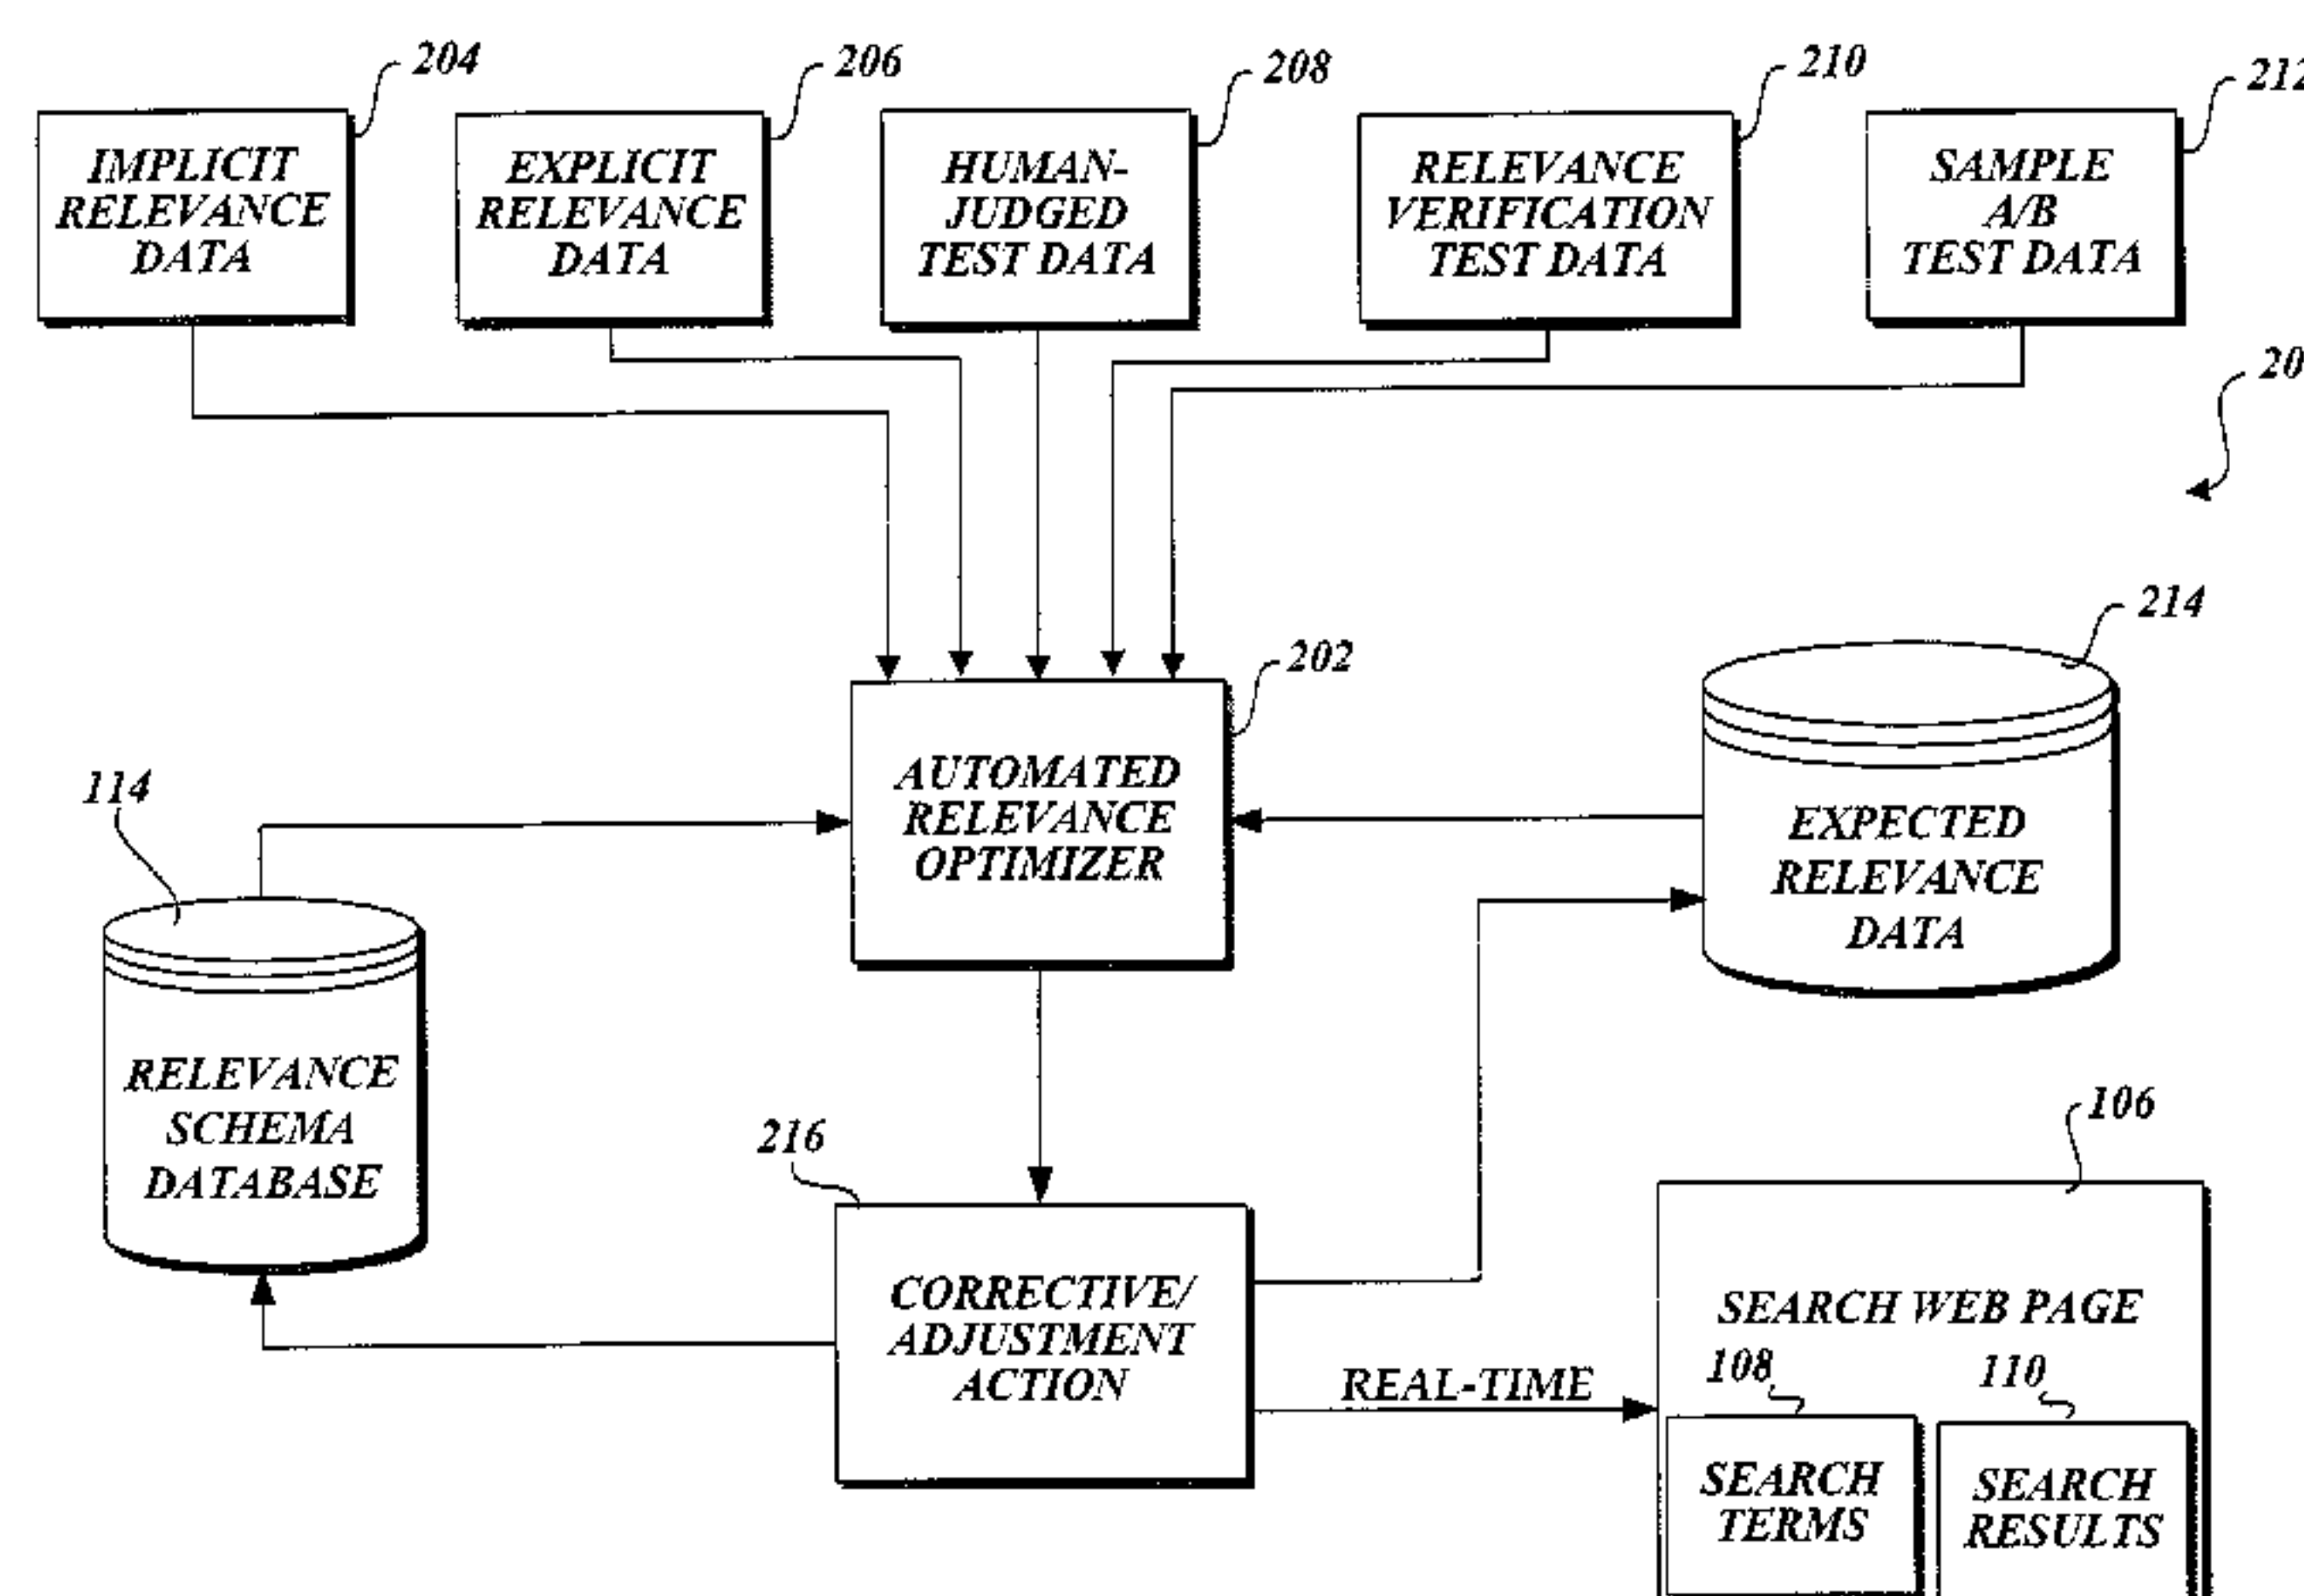 204
206
208
210
212
IMPLICIT
RELEVANCE
DATA
EXPLICIT
RELEVANCE
DATA
HUMAN-
JUDGED
TEST DATA
RELEVANCE
VERIFICATION
TEST DATA
SAMPLE
A/B
TEST DATA
20
214
202
114
AUTOMATED
RELEVANCE
OPTIMIZER
EXPECTED
RELEVANCE
DATA
RELEVANCE
SCHEMA
DATABASE
216
106
CORRECTIVE/
ADJUSTMENT
ACTION
REAL-TIME
SEARCH WEB PAGE
108
110
SEARCH
TERMS
SEARCH
RESULTS